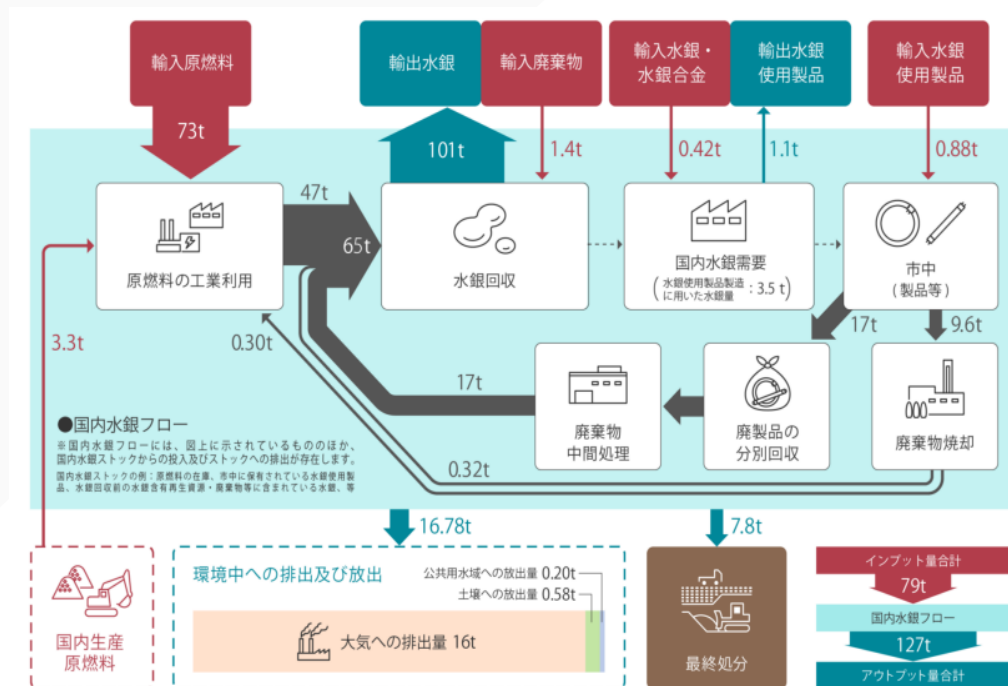 輸入原燃料
輸出水銀
輸入廃棄物
輸入水銀・
水銀合金
輸出水銀
使用製品
輸入水銀
使用製品
73t
101t
1.4t
0.42t
1.1t
0.88t
47t
65t
原燃料の工業利用
水銀回収
国内水銀需要
(水銀使用製品製造
に用いた水銀量 : 3.5 t)
市中
(製品等)
3.3t
0.30t
17t
9.6t
17t
廃棄物
中間処理
廃製品の
分別回収
廃棄物焼却
0.32t
●国内水銀フロー
※国内水銀フローには、図上に示されているもののほか、
国内水銀ストックからの投入及びストックへの排出が存在します。
国内水銀ストックの例:原燃料の在庫、市中に保有されている水銀使用製
品、水銀回収前の水銀含有再生資源・廃棄物等に含まれている水銀、等
16.78t
7.8t
国内生産
原燃料
環境中への排出及び放出
公共用水域への放出量 0.20t
土壌への放出量 0.58t
大気への排出量 16t
最終処分
インプット量合計
79t
国内水銀フロー
127t
アウトプット量合計